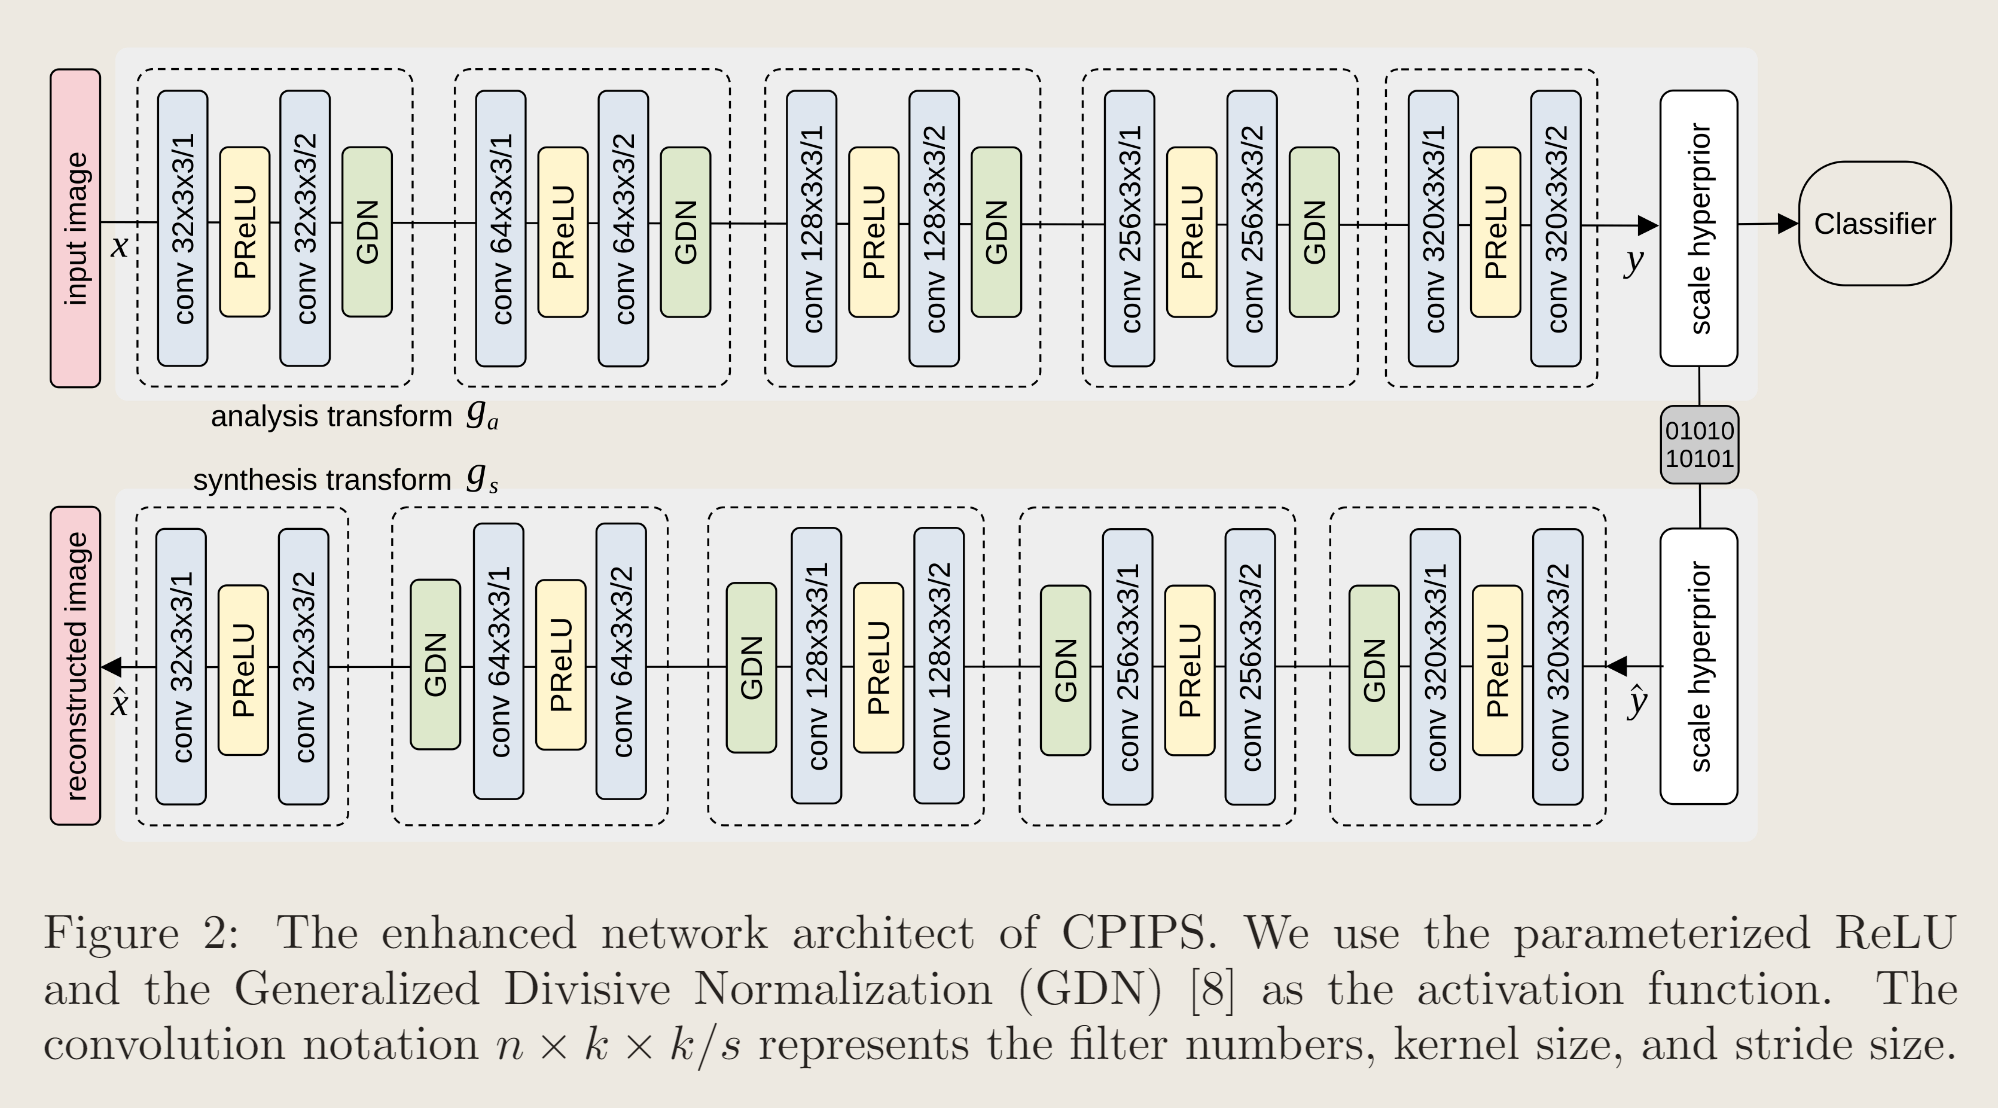 input image
x
conv 32x3x3/1
PReLU
conv 32x3x3/2
GDN
conv 64x3x3/1
PReLU
conv 64x3x3/2
GDN
conv 128x3x3/1
PReLU
conv 128x3x3/2
GDN
conv 256x3x3/1
PReLU
conv 256x3x3/2
GDN
conv 320x3x3/1
PReLU
conv 320x3x3/2
y
scale hyperprior
Classifier
analysis transform gₐ
01010
10101
synthesis transform gₛ
reconstructed image
x̂
conv 32x3x3/1
PReLU
conv 32x3x3/2
GDN
conv 64x3x3/1
PReLU
conv 64x3x3/2
GDN
conv 128x3x3/1
PReLU
conv 128x3x3/2
GDN
conv 256x3x3/1
PReLU
conv 256x3x3/2
GDN
conv 320x3x3/1
PReLU
conv 320x3x3/2
ŷ
scale hyperprior
Figure 2: The enhanced network architect of CPIPS. We use the parameterized ReLU
and the Generalized Divisive Normalization (GDN) [8] as the activation function. The
convolution notation n × k × k/s represents the filter numbers, kernel size, and stride size.